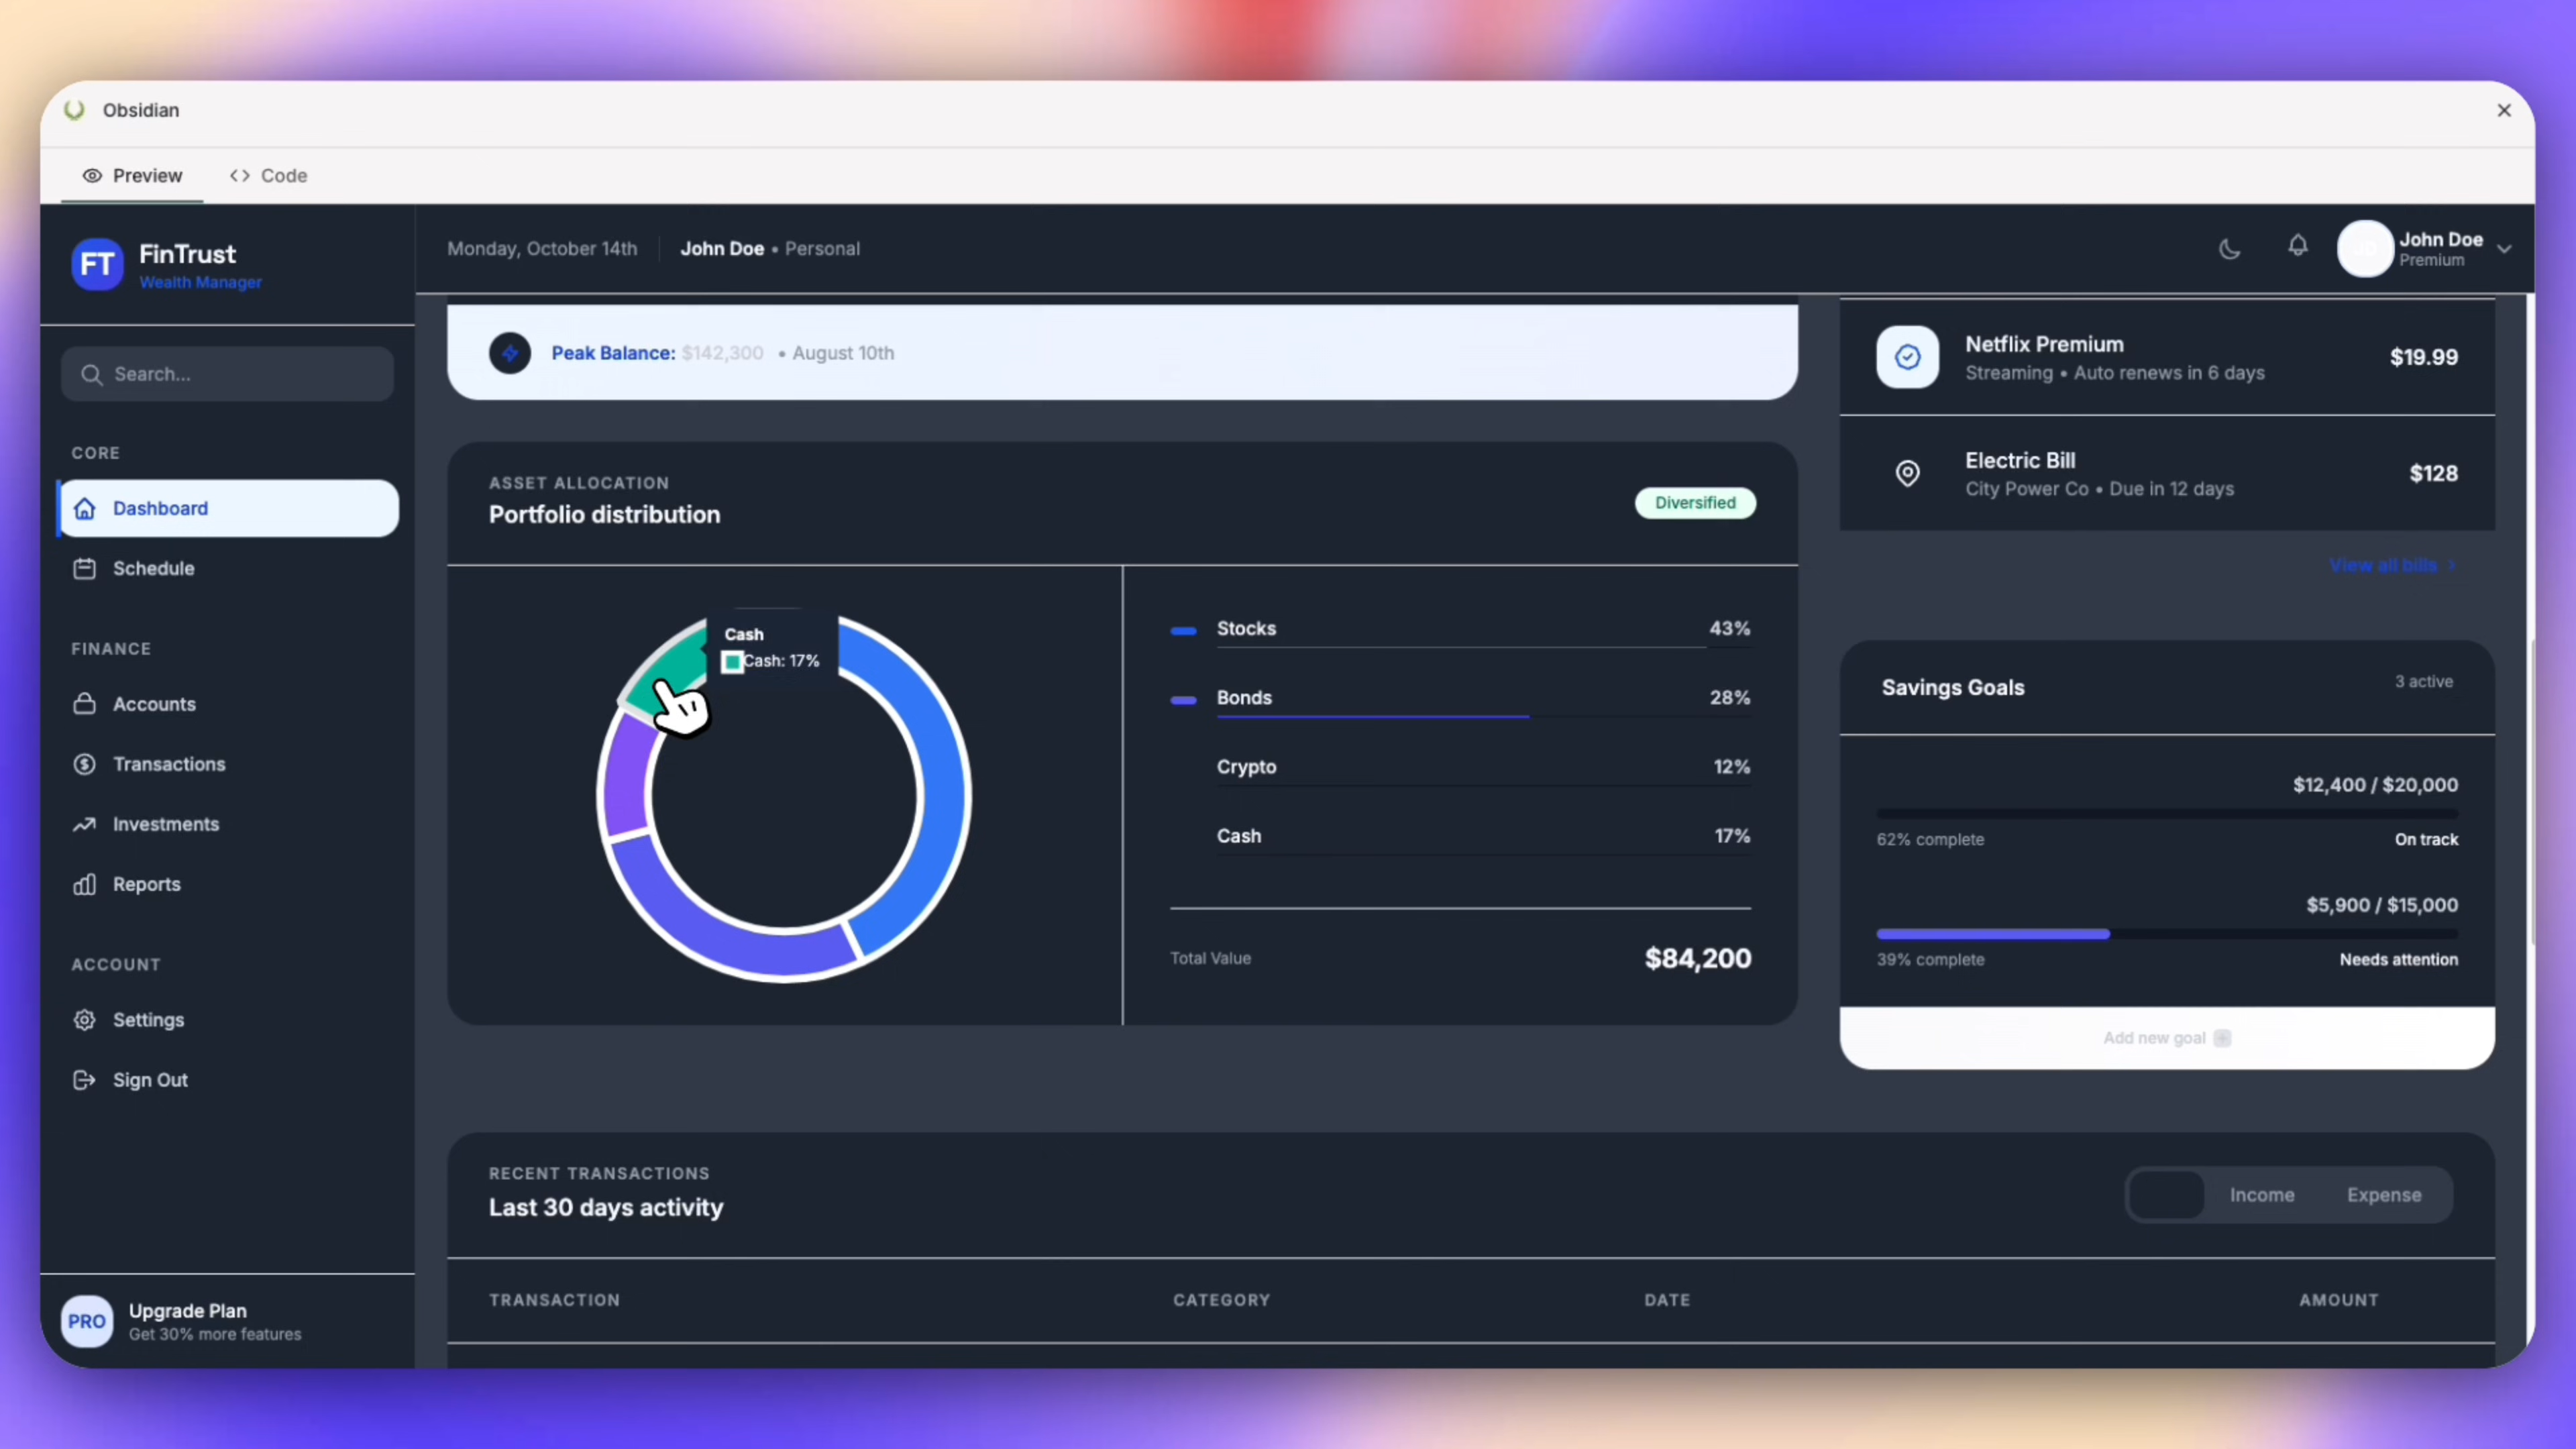 Obsidian
Preview
Code
FT
FinTrust
Wealth Manager
Monday, October 14th
John Doe • Personal
John Doe
Premium
Search...
CORE
Dashboard
Schedule
FINANCE
Accounts
Transactions
Investments
Reports
ACCOUNT
Settings
Sign Out
PRO
Upgrade Plan
Get 30% more features
Peak Balance: $142,300 • August 10th
ASSET ALLOCATION
Portfolio distribution
Diversified
Cash
Cash: 17%
Stocks 43%
Bonds 28%
Crypto 12%
Cash 17%
Total Value $84,200
Netflix Premium
Streaming • Auto renews in 6 days
$19.99
Electric Bill
City Power Co • Due in 12 days
$128
View all bills
Savings Goals
3 active
$12,400 / $20,000
62% complete
On track
$5,900 / $15,000
39% complete
Needs attention
Add new goal
RECENT TRANSACTIONS
Last 30 days activity
Income
Expense
TRANSACTION CATEGORY DATE AMOUNT